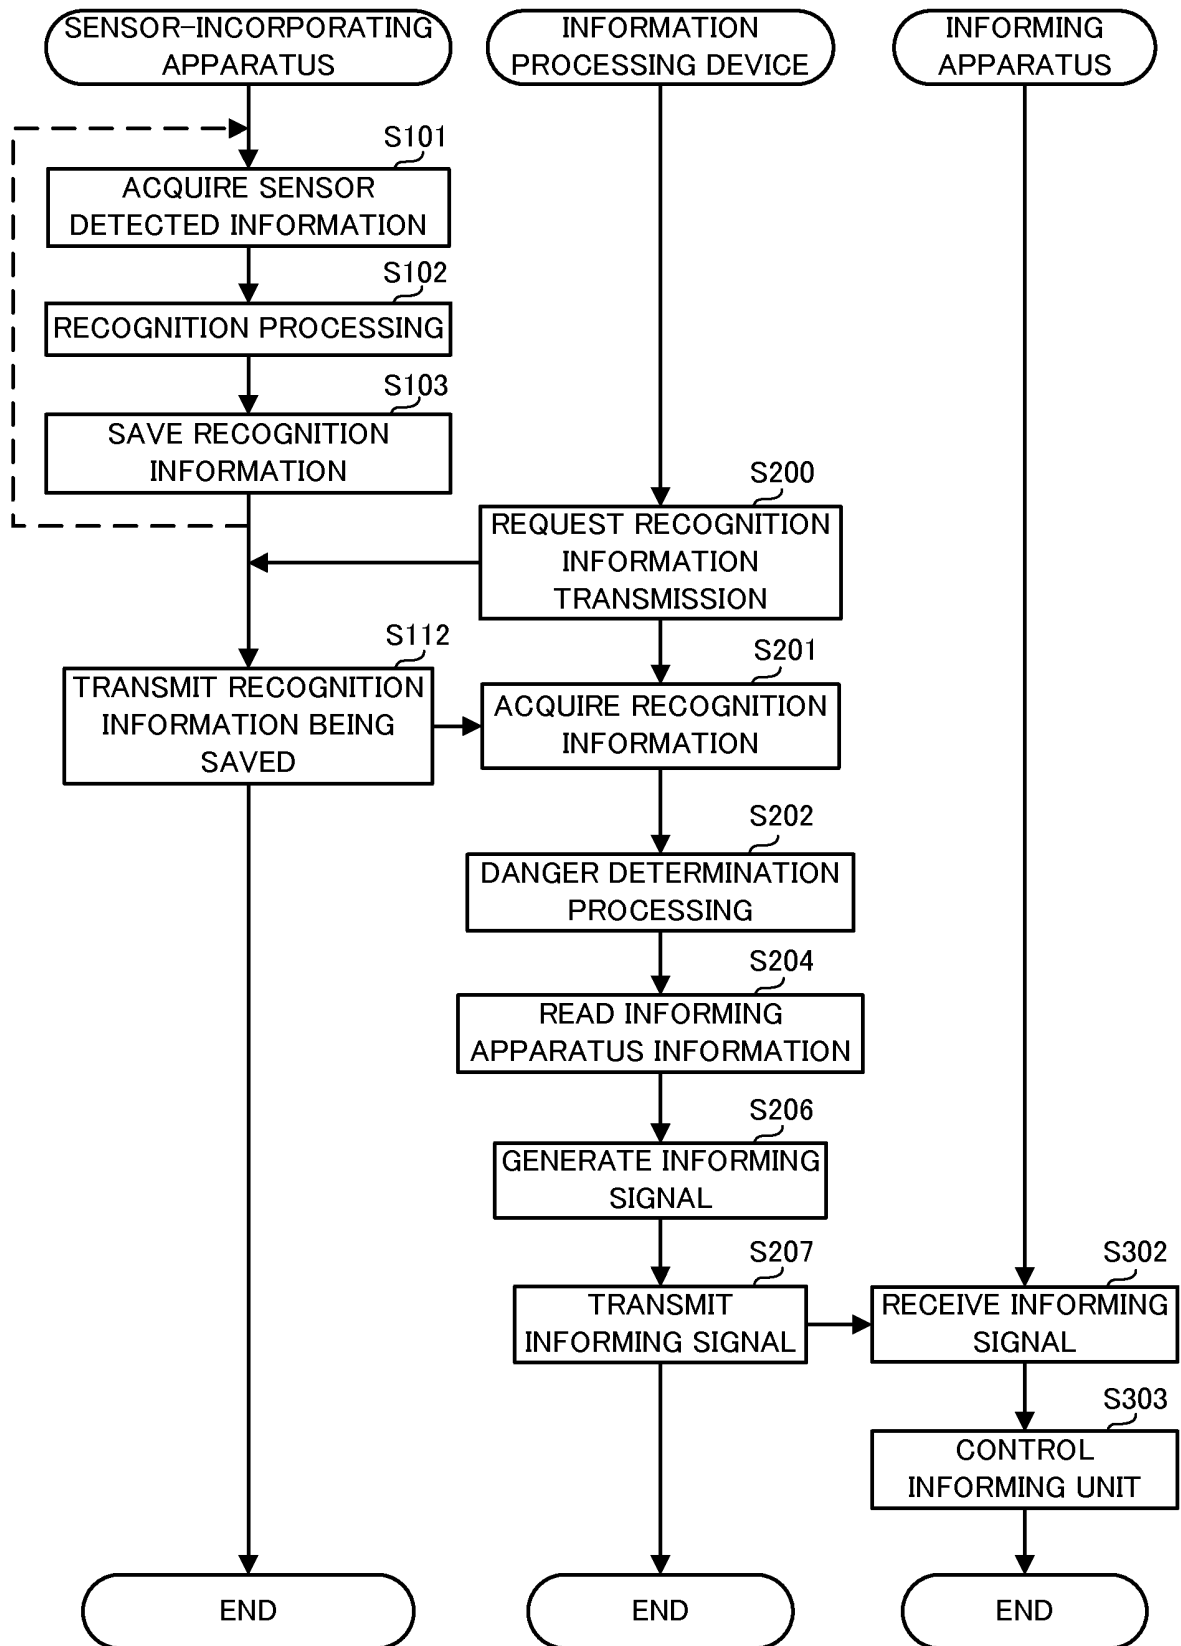 SENSOR-INCORPORATING
APPARATUS
INFORMATION
PROCESSING DEVICE
INFORMING
APPARATUS
S101
ACQUIRE SENSOR
DETECTED INFORMATION
S102
RECOGNITION PROCESSING
S103
SAVE RECOGNITION
INFORMATION
S200
REQUEST RECOGNITION
INFORMATION
TRANSMISSION
S112
TRANSMIT RECOGNITION
INFORMATION BEING
SAVED
S201
ACQUIRE RECOGNITION
INFORMATION
S202
DANGER DETERMINATION
PROCESSING
S204
READ INFORMING
APPARATUS INFORMATION
S206
GENERATE INFORMING
SIGNAL
S207
TRANSMIT
INFORMING SIGNAL
S302
RECEIVE INFORMING
SIGNAL
S303
CONTROL
INFORMING UNIT
END
END
END